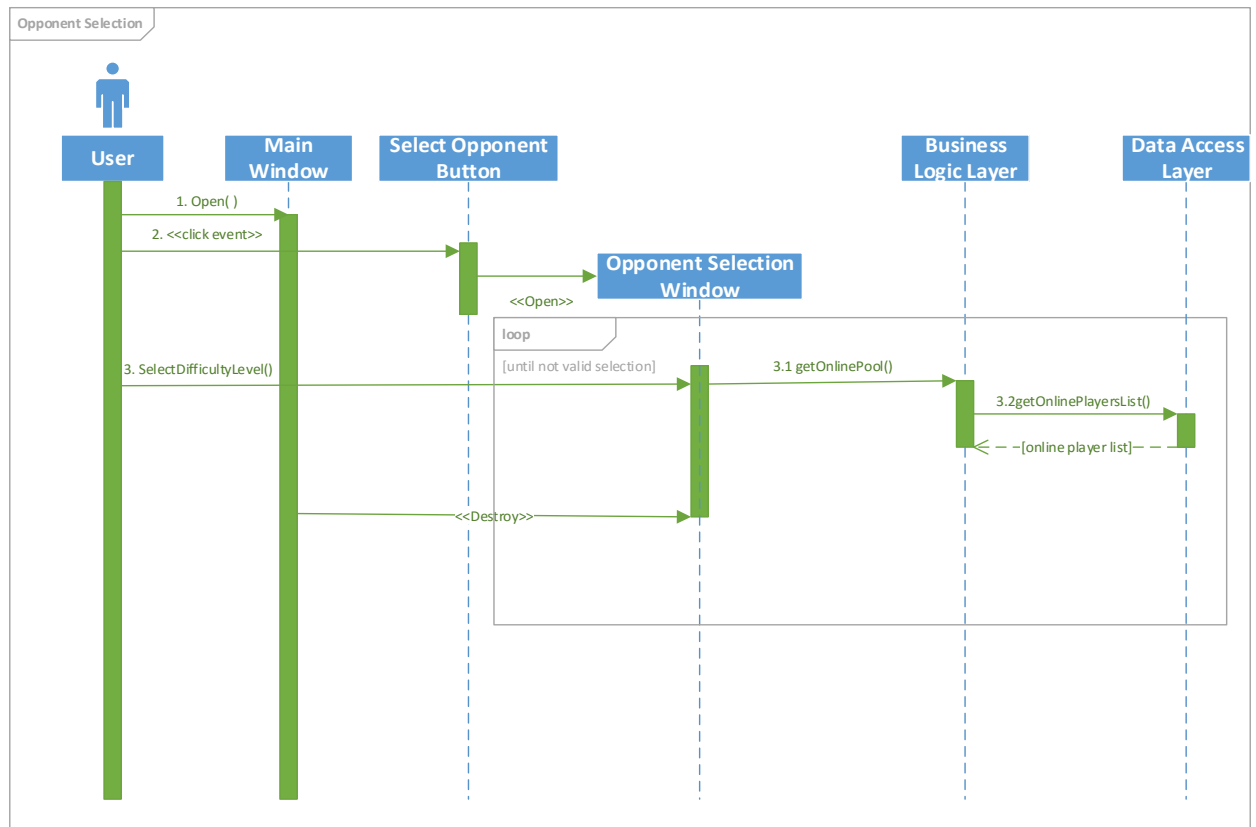 Opponent Selection
User
Main
Window
Select Opponent
Button
Business
Logic Layer
Data Access
Layer
1. Open( )
2. <<click event>>
Opponent Selection
Window
<<Open>>
loop
[until not valid selection]
3. SelectDifficultyLevel()
3.1 getOnlinePool()
3.2getOnlinePlayersList()
[online player list]
<<Destroy>>